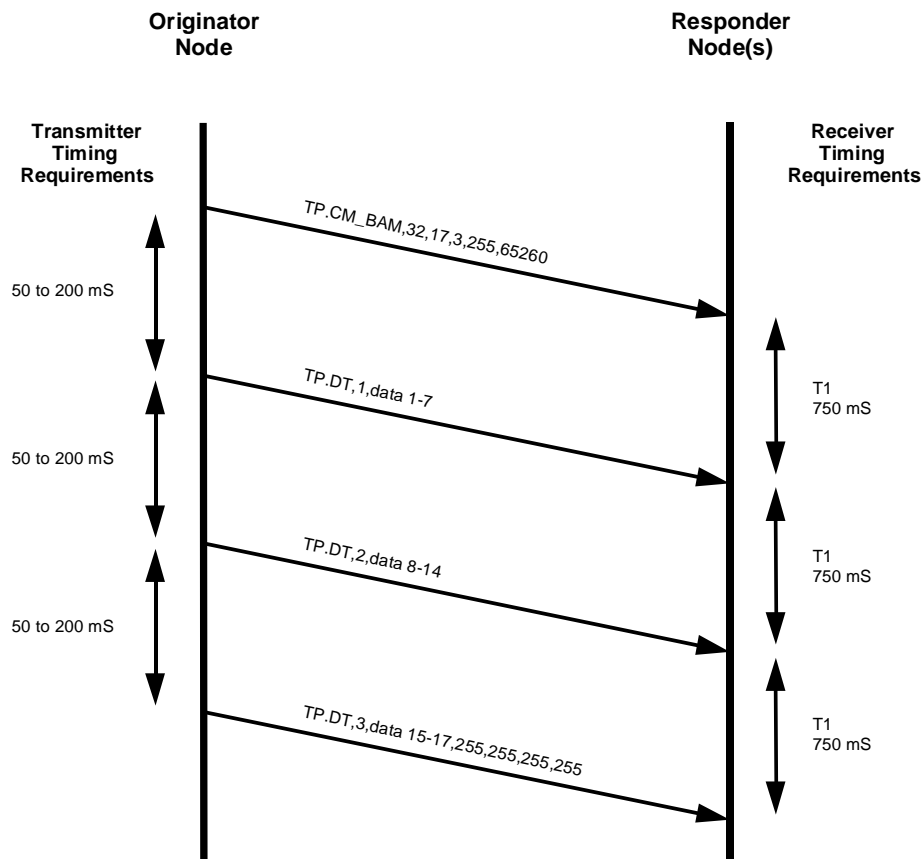 Originator
Node
Responder
Node(s)
Transmitter
Timing
Requirements
Receiver
Timing
Requirements
TP.CM_BAM,32,17,3,255,65260
50 to 200 mS
T1
750 mS
TP.DT,1,data 1-7
50 to 200 mS
T1
750 mS
TP.DT,2,data 8-14
50 to 200 mS
T1
750 mS
TP.DT,3,data 15-17,255,255,255,255